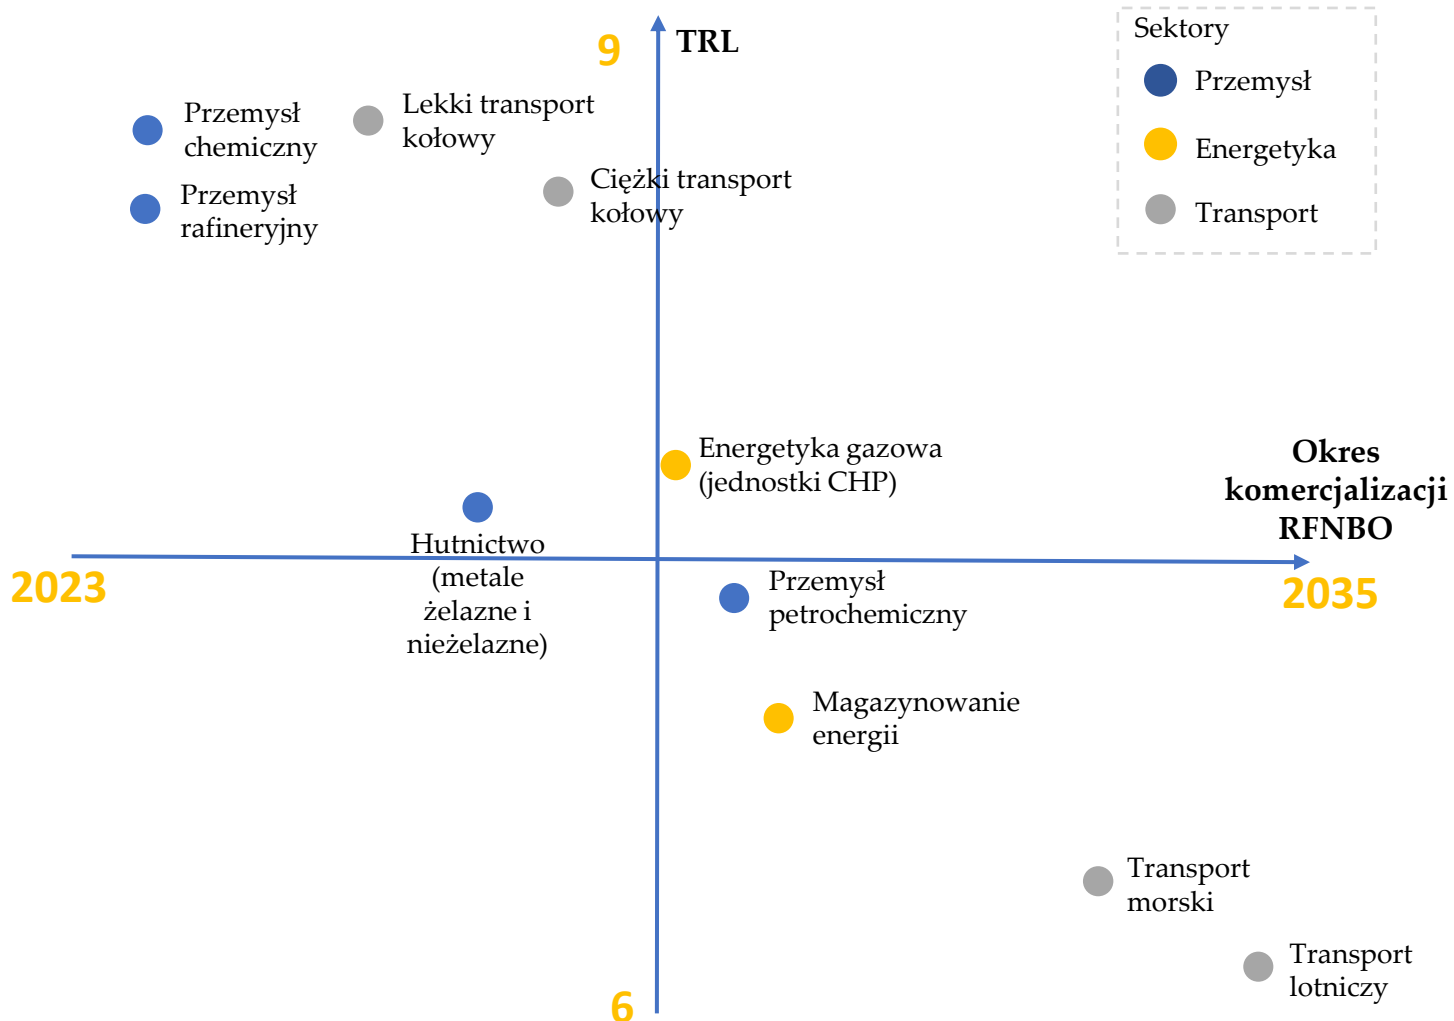 9
TRL
Sektory
Przemysł
Energetyka
Transport
Przemysł
chemiczny
Lekki transport
kołowy
Przemysł
rafineryjny
Ciężki transport
kołowy
Energetyka gazowa
(jednostki CHP)
Okres
komercjalizacji
RFNBO
Hutnictwo
(metale
żelazne i
nieżelazne)
2023
2035
Przemysł
petrochemiczny
Magazynowanie
energii
Transport
morski
Transport
lotniczy
6